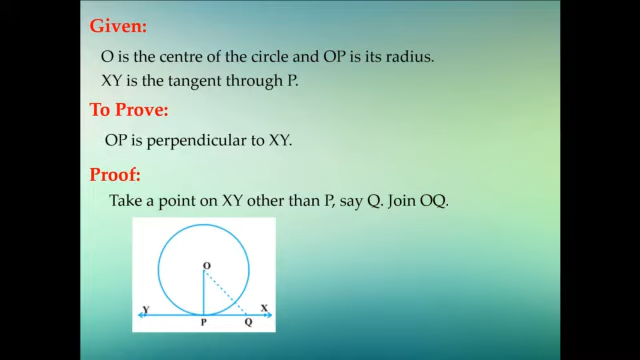 Given:
O is the centre of the circle and OP is its radius.
XY is the tangent through P.
To Prove:
OP is perpendicular to XY.
Proof:
Take a point on XY other than P, say Q. Join OQ.
O
Y X
P Q